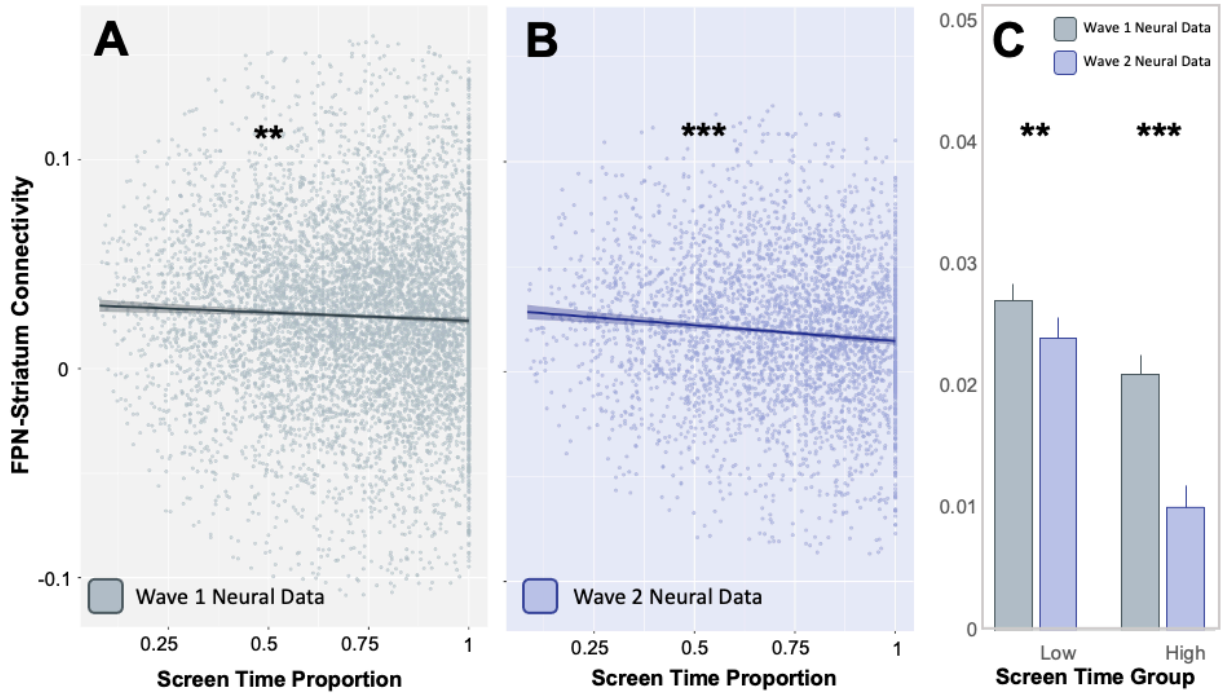 A
B
C
**
***
**
***
FPN-Striatum Connectivity
0.1
0
-0.1
Wave 1 Neural Data
0.25
0.5
0.75
1
Screen Time Proportion
Wave 2 Neural Data
0.25
0.5
0.75
1
Screen Time Proportion
Wave 1 Neural Data
Wave 2 Neural Data
0.05
0.04
0.03
0.02
0.01
0
Low
High
Screen Time Group